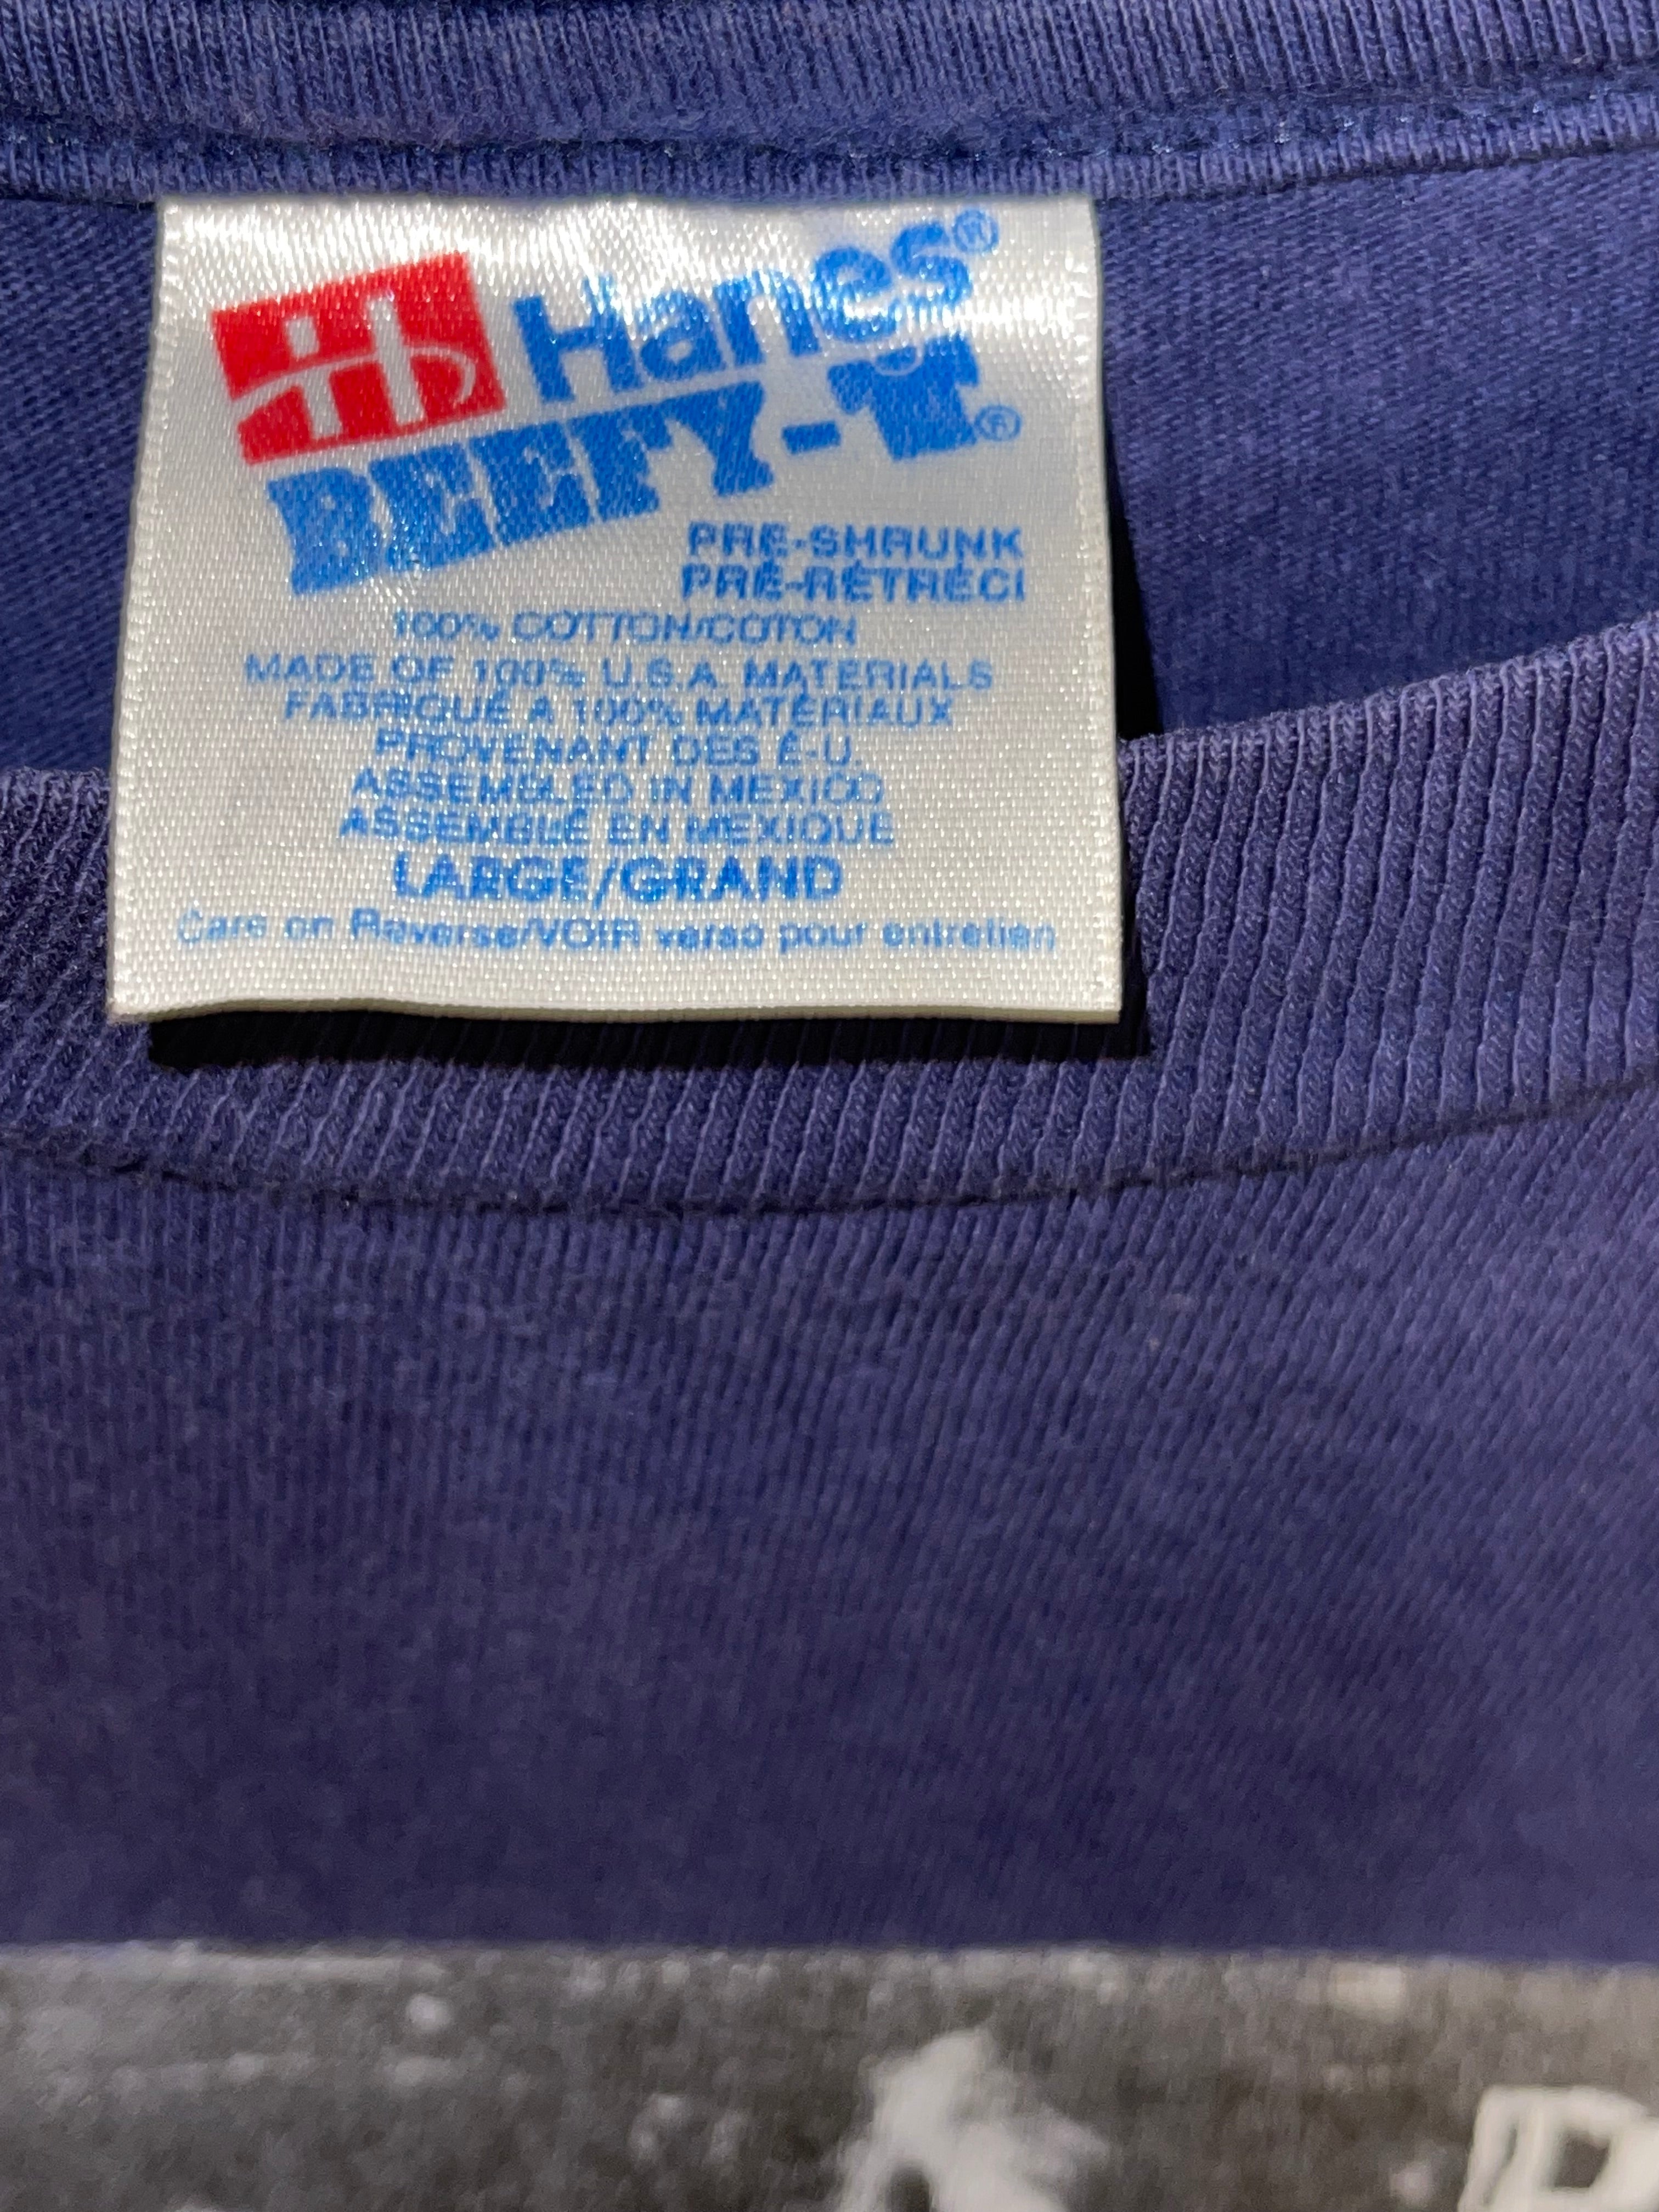 Hanes®
BEEFY-T®
PRE-SHRUNK
PRÉ-RÉTRÉCI
100% COTTON/COTON
MADE OF 100% U.S.A. MATERIALS
FABRIQUÉ A 100% MATÉRIAUX
PROVENANT DES É-U.
ASSEMBLED IN MEXICO
ASSEMBLÉ EN MEXIQUE
LARGE/GRAND
Care on Reverse/VOIR verso pour entretien